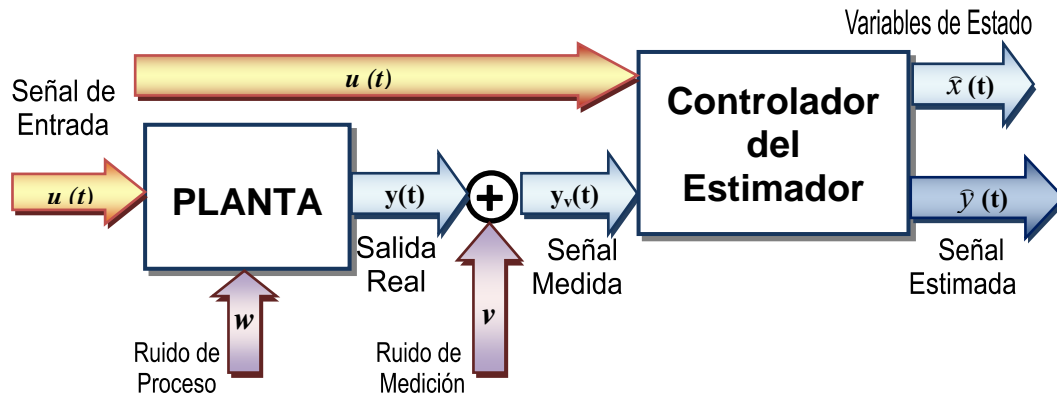 Variables de Estado
u (t)
Controlador
del
Estimador
x̂ (t)
Señal de
Entrada
u (t)
PLANTA
y(t)
+
yᵥ(t)
ŷ (t)
Salida
Real
Señal
Medida
Señal
Estimada
w
v
Ruido de
Proceso
Ruido de
Medición